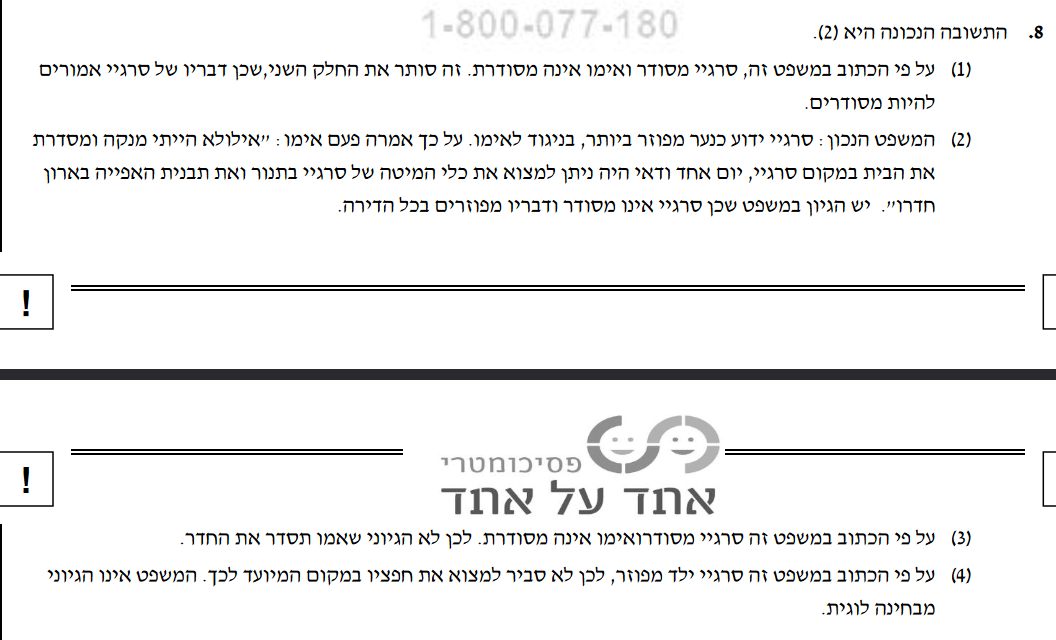 1-800-077-180
8. התשובה הנכונה היא (2).
(1) על פי הכתוב במשפט זה, סרגיי מסודר ואימו אינה מסודרת. זה סותר את החלק השני,שכן דבריו של סרגיי אמורים
להיות מסודרים.
(2) המשפט הנכון: סרגיי ידוע כנער מפוזר ביותר, בניגוד לאימו. על כך אמרה פעם אימו: "אילולא הייתי מנקה ומסדרת
את הבית במקום סרגיי, יום אחד ודאי היה ניתן למצוא את כלי המיטה של סרגיי בתנור ואת תבנית האפייה בארון
חדרו". יש הגיון במשפט שכן סרגיי אינו מסודר ודבריו מפוזרים בכל הדירה.
!
!
פסיכומטרי
אחד על אחד
(3) על פי הכתוב במשפט זה סרגיי מסודרואימו אינה מסודרת. לכן לא הגיוני שאמו תסדר את החדר.
(4) על פי הכתוב במשפט זה סרגיי ילד מפוזר, לכן לא סביר למצוא את חפציו במקום המיועד לכך. המשפט אינו הגיוני
מבחינה לוגית.